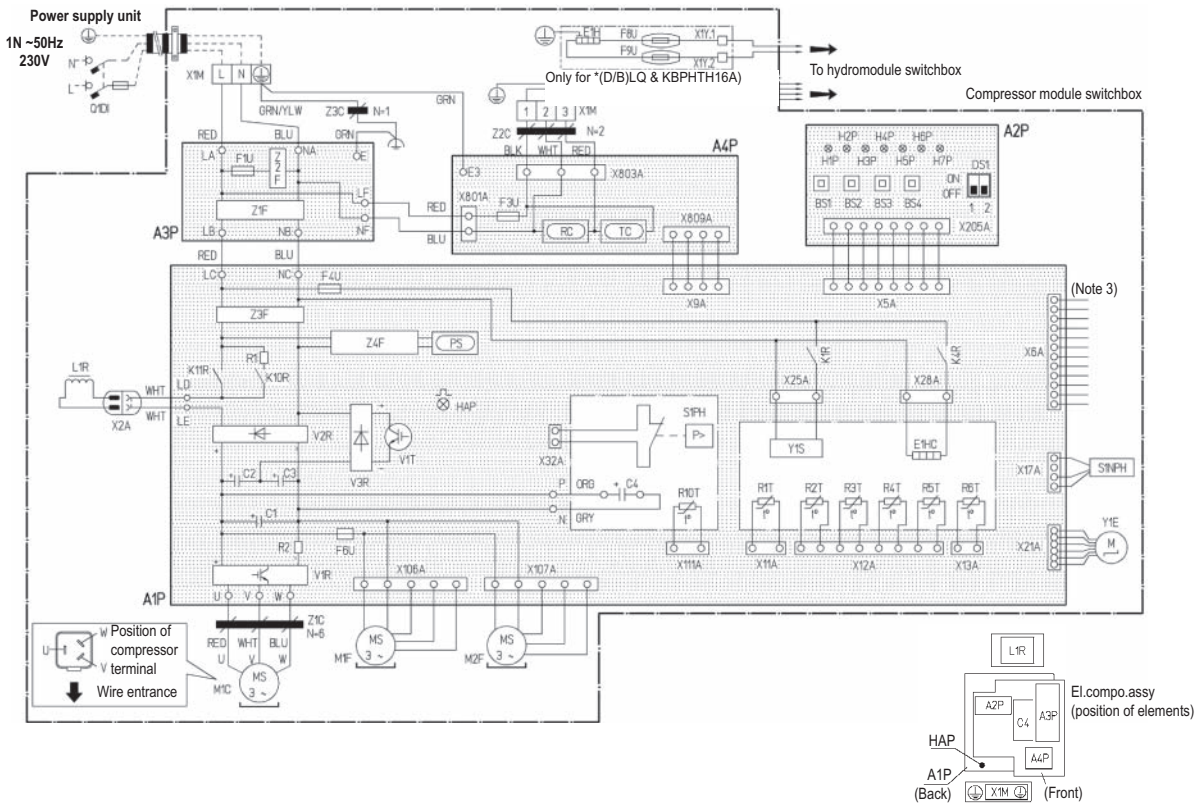 Power supply unit
1N ~50Hz
230V
N
L
Q1DI
X1M
L N
GRN/YLW
Z3C N=1
GRN
GRN
E1H F8U X1Y.1
F9U X1Y.2
Only for *(D/B)LQ & KBPHTH16A)
To hydromodule switchbox
Compressor module switchbox
1 2 3 X1M
Z2C N=2
BLK WHT RED
RED BLU
LA NA E
F1U Z2F
LF
Z1F
NF
LB NB
A3P
RED BLU
A4P
E3 X803A
X801A
RED F3U
BLU
RC TC
X809A
A2P
H2P H4P H6P
H1P H3P H5P H7P
DS1
ON
OFF
1 2
BS1 BS2 BS3 BS4
X205A
RED BLU
LC NC
F4U
X9A X5A
(Note 3)
Z3F
Z4F PS
R1
K11R K10R
K1R K4R
X6A
L1R
WHT LD
WHT LE
X2A
HAP
X25A X28A
V2R
V1T
V3R
S1PH
P>
X32A
Y1S E1HC
X17A S1NPH
C2 C3
P ORG C4
N GRY
R10T
R1T R2T R3T R4T R5T R6T
t° t° t° t° t° t° t°
C1
R2
F6U
V1R
X106A X107A
X111A X11A X12A X13A
X21A
Y1E
M
A1P
U V W
Z1C
N=6
RED WHT BLU
U V W
M1C
MS
3 ~
M1F
MS
3 ~
M2F
MS
3 ~
U W V
Position of
compressor
terminal
Wire entrance
L1R
El.compo.assy
(position of elements)
A2P C4 A3P
A4P
HAP
A1P
(Back)
X1M
(Front)